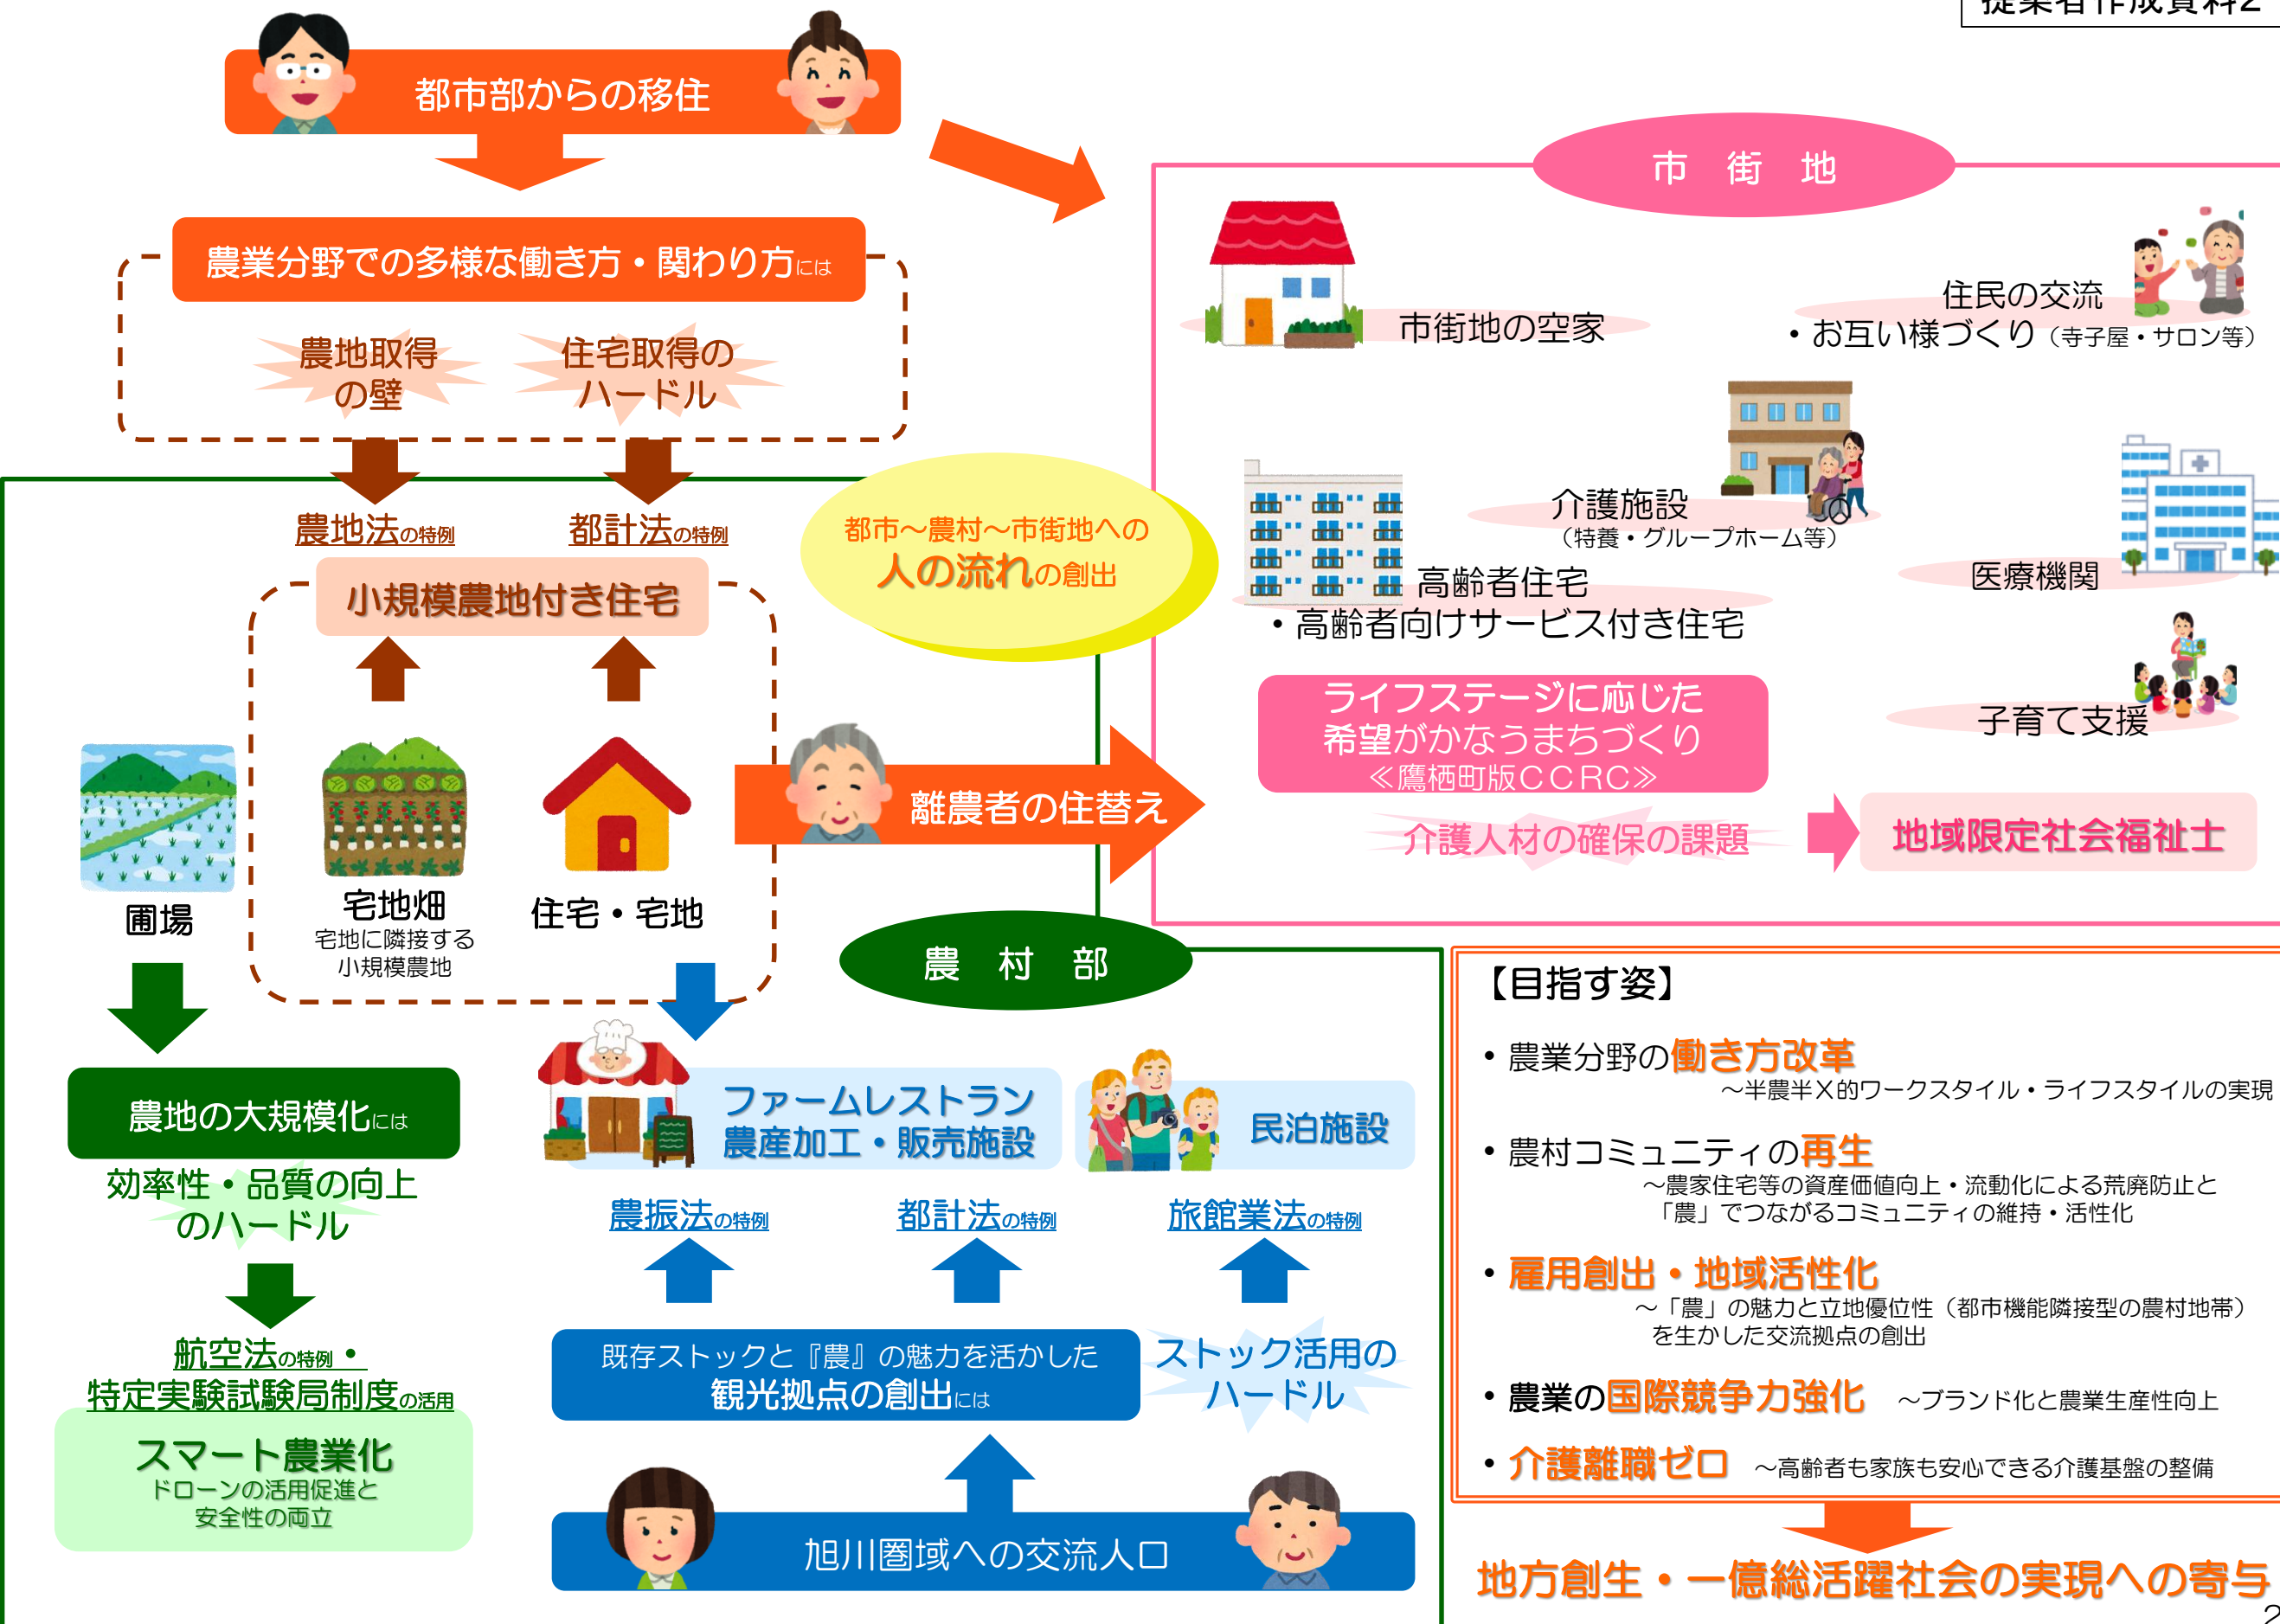 提案者作成資料2
都市部からの移住
農業分野での多様な働き方・関わり方には
農地取得
の壁
住宅取得の
ハードル
農地法の特例
都計法の特例
小規模農地付き住宅
都市～農村～市街地への
人の流れの創出
圃場
宅地畑
宅地に隣接する
小規模農地
住宅・宅地
離農者の住替え
農村部
農地の大規模化には
効率性・品質の向上
のハードル
航空法の特例・
特定実験試験局制度の活用
スマート農業化
ドローンの活用促進と
安全性の両立
ファームレストラン
農産加工・販売施設
民泊施設
農振法の特例
都計法の特例
旅館業法の特例
既存ストックと『農』の魅力を活かした
観光拠点の創出には
ストック活用の
ハードル
旭川圏域への交流人口
市街地
市街地の空家
住民の交流
・お互い様づくり（寺子屋・サロン等）
介護施設
（特養・グループホーム等）
高齢者住宅
・高齢者向けサービス付き住宅
医療機関
子育て支援
ライフステージに応じた
希望がかなうまちづくり
≪鷹栖町版ＣＣＲＣ≫
介護人材の確保の課題
地域限定社会福祉士
【目指す姿】
・農業分野の働き方改革
～半農半Ｘ的ワークスタイル・ライフスタイルの実現
・農村コミュニティの再生
～農家住宅等の資産価値向上・流動化による荒廃防止と
「農」でつながるコミュニティの維持・活性化
・雇用創出・地域活性化
～「農」の魅力と立地優位性（都市機能隣接型の農村地帯）
を生かした交流拠点の創出
・農業の国際競争力強化　～ブランド化と農業生産性向上
・介護離職ゼロ　～高齢者も家族も安心できる介護基盤の整備
地方創生・一億総活躍社会の実現への寄与
2